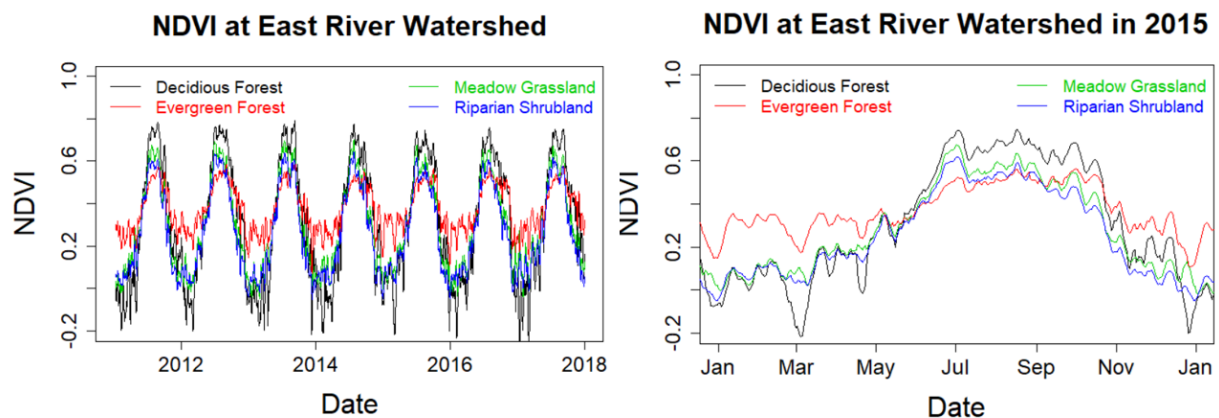 NDVI at East River Watershed
1.0
0.6
0.2
-0.2
NDVI
Decidious Forest
Evergreen Forest
Meadow Grassland
Riparian Shrubland
2012 2014 2016 2018
Date
NDVI at East River Watershed in 2015
1.0
0.6
0.2
-0.2
NDVI
Decidious Forest
Evergreen Forest
Meadow Grassland
Riparian Shrubland
Jan Mar May Jul Sep Nov Jan
Date